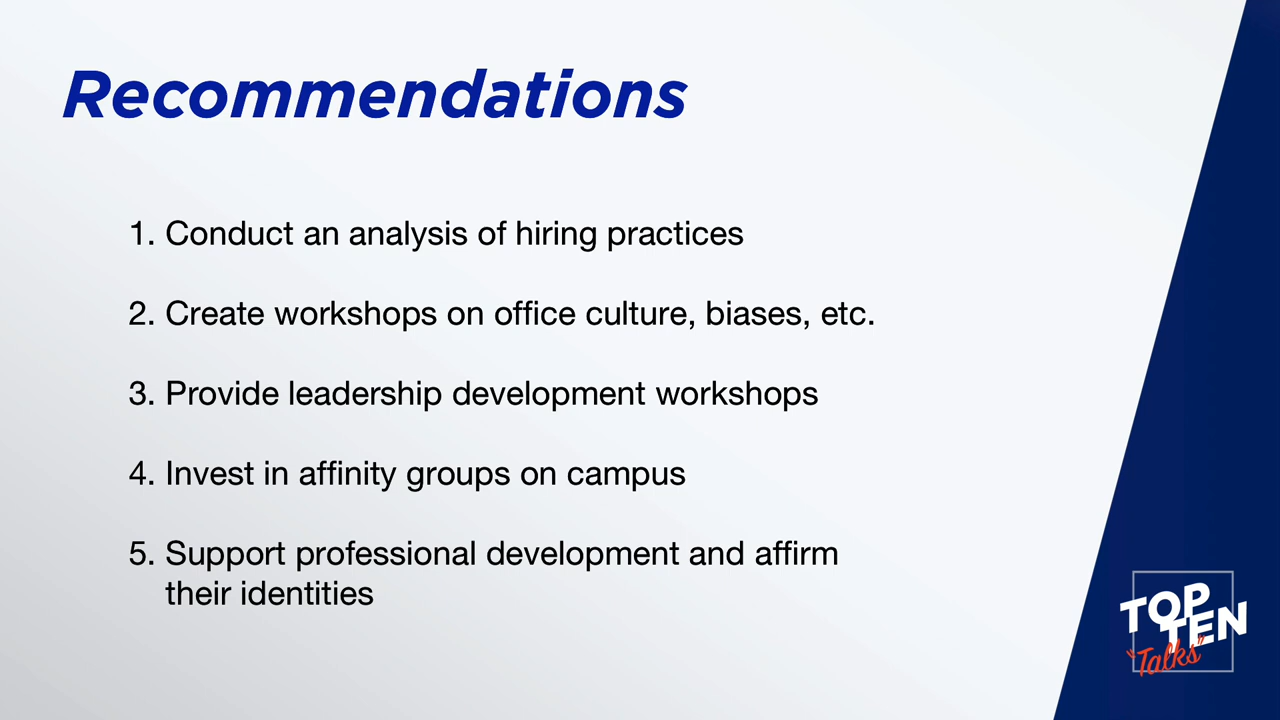 Recommendations
1. Conduct an analysis of hiring practices
2. Create workshops on office culture, biases, etc.
3. Provide leadership development workshops
4. Invest in affinity groups on campus
5. Support professional development and affirm
their identities
TOP
TEN
"Talks"